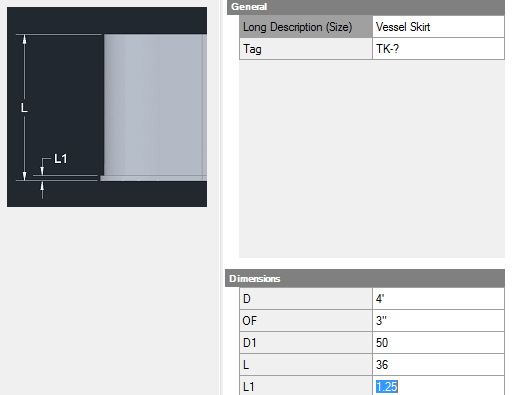 L
L1
General
Long Description (Size) Vessel Skirt
Tag TK-?
Dimensions
D 4'
OF 3"
D1 50
L 36
L1 1.25